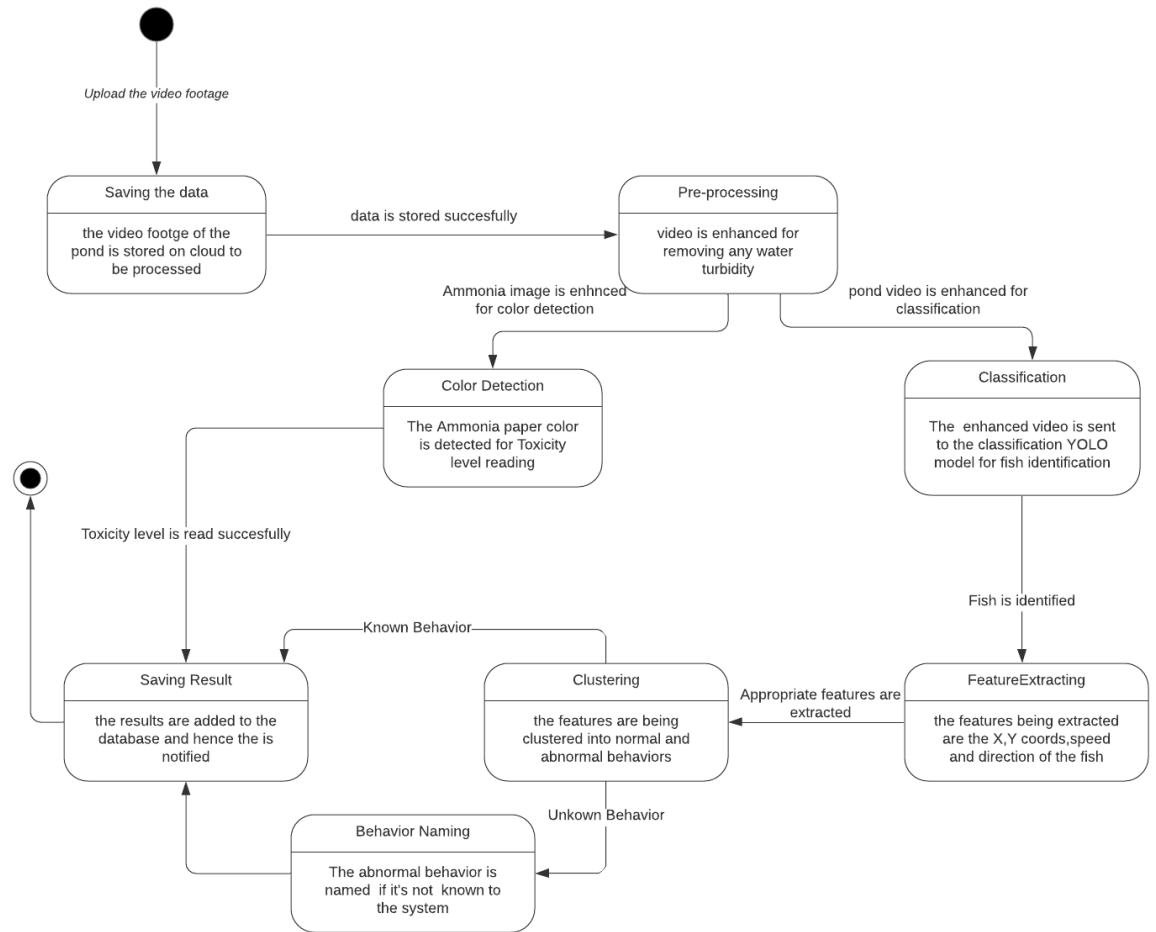 Upload the video footage
Saving the data
the video footge of the
pond is stored on cloud to
be processed
data is stored succesfully
Pre-processing
video is enhanced for
removing any water
turbidity
Ammonia image is enhnced
for color detection
pond video is enhanced for
classification
Color Detection
The Ammonia paper color
is detected for Toxicity
level reading
Classification
The enhanced video is sent
to the classification YOLO
model for fish identification
Toxicity level is read succesfully
Fish is identified
Known Behavior
Saving Result
the results are added to the
database and hence the is
notified
Clustering
the features are being
clustered into normal and
abnormal behaviors
Appropriate features are
extracted
FeatureExtracting
the features being extracted
are the X,Y coords,speed
and direction of the fish
Unkown Behavior
Behavior Naming
The abnormal behavior is
named if it's not known to
the system